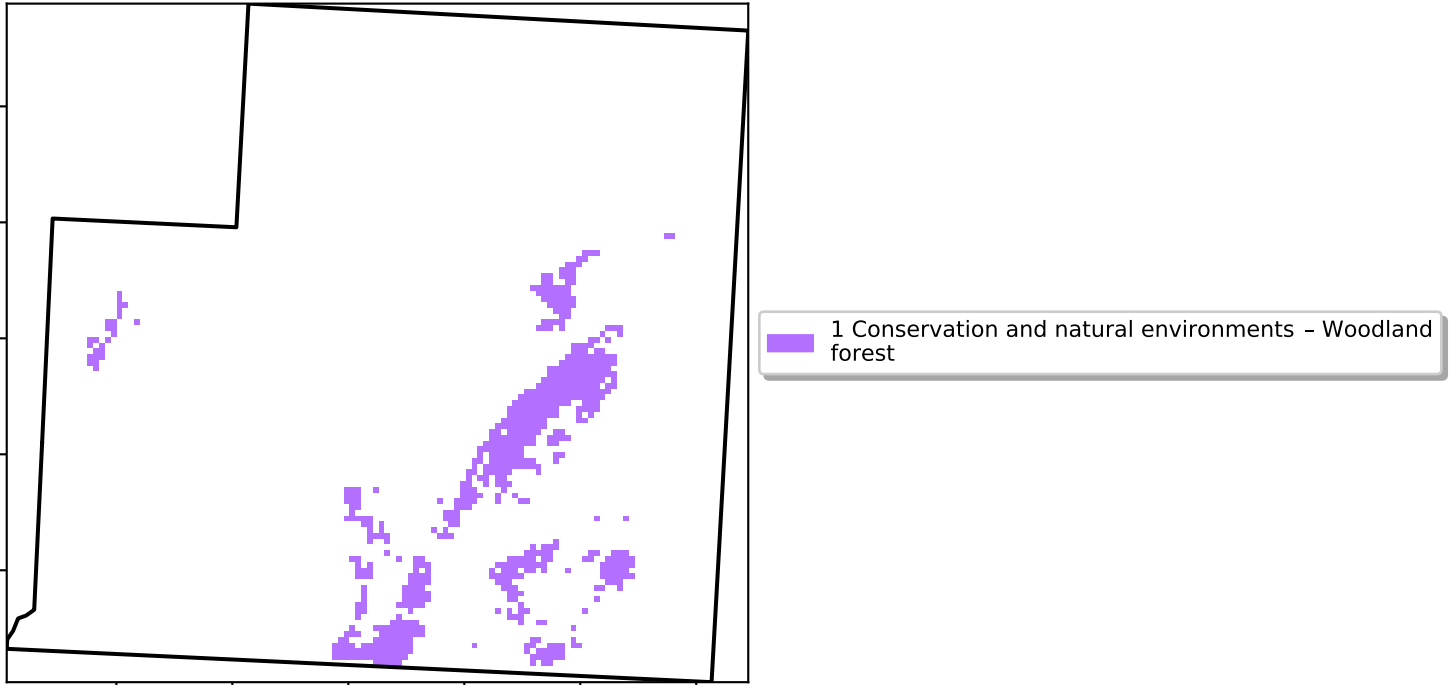 1 Conservation and natural environments – Woodland
forest